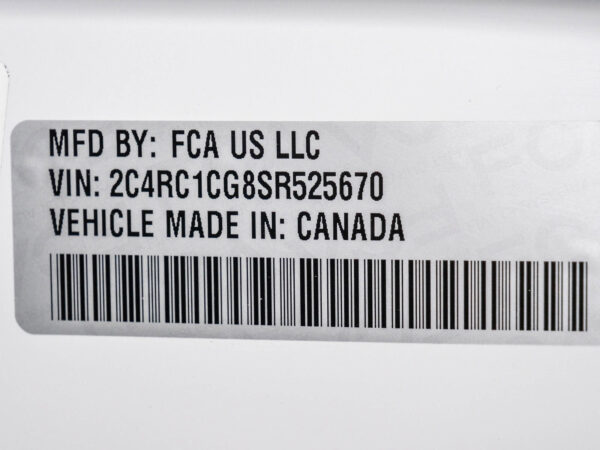 MFD BY: FCA US LLC
VIN: 2C4RC1CG8SR525670
VEHICLE MADE IN: CANADA